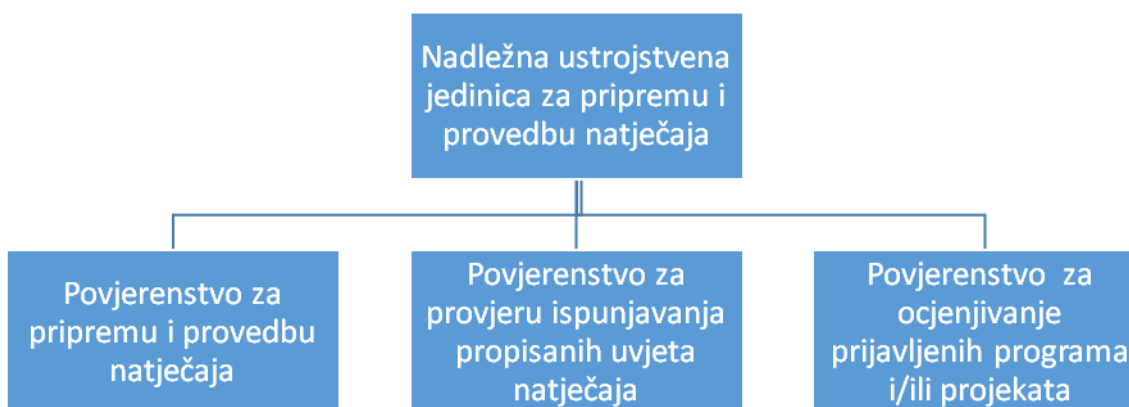 Nadležna ustrojstvena
jedinica za pripremu i
provedbu natječaja
Povjerenstvo za
pripremu i provedbu
natječaja
Povjerenstvo za
provjeru ispunjavanja
propisanih uvjeta
natječaja
Povjerenstvo za
ocjenjivanje
prijavljenih programa
i/ili projekata